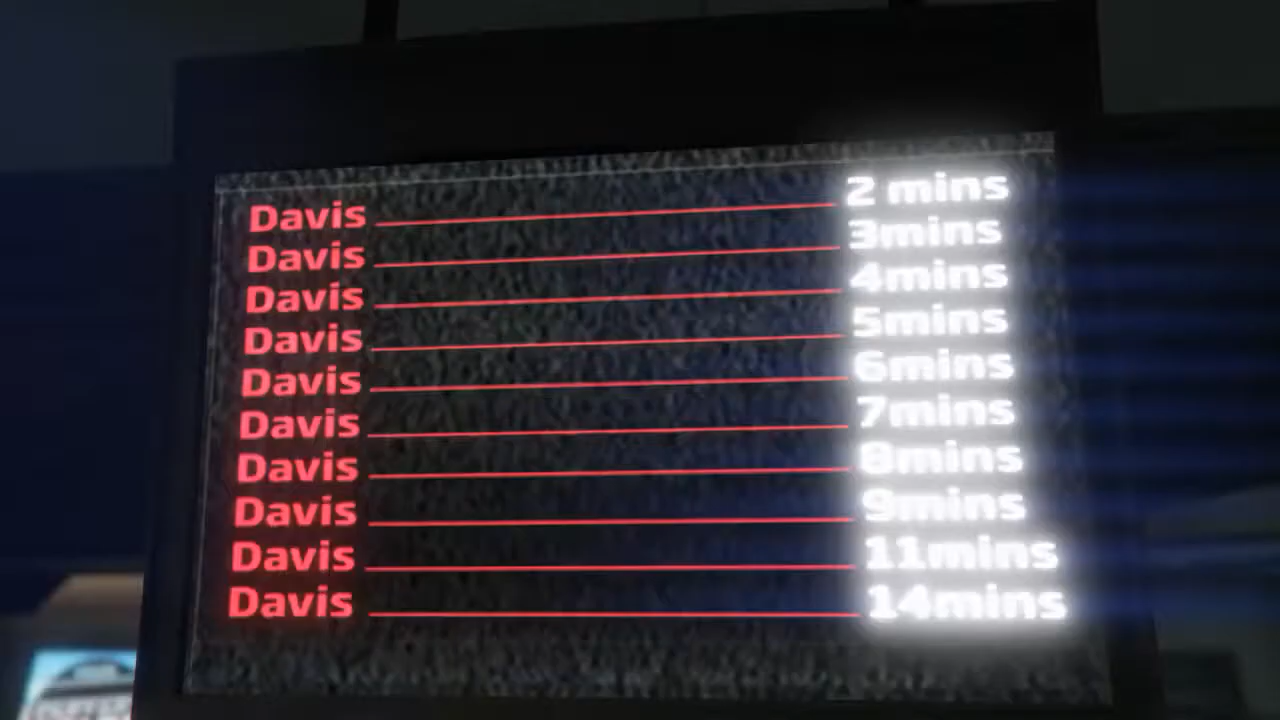 Davis 2 mins
Davis 3mins
Davis 4mins
Davis 5mins
Davis 6mins
Davis 7mins
Davis 8mins
Davis 9mins
Davis 11mins
Davis 14mins